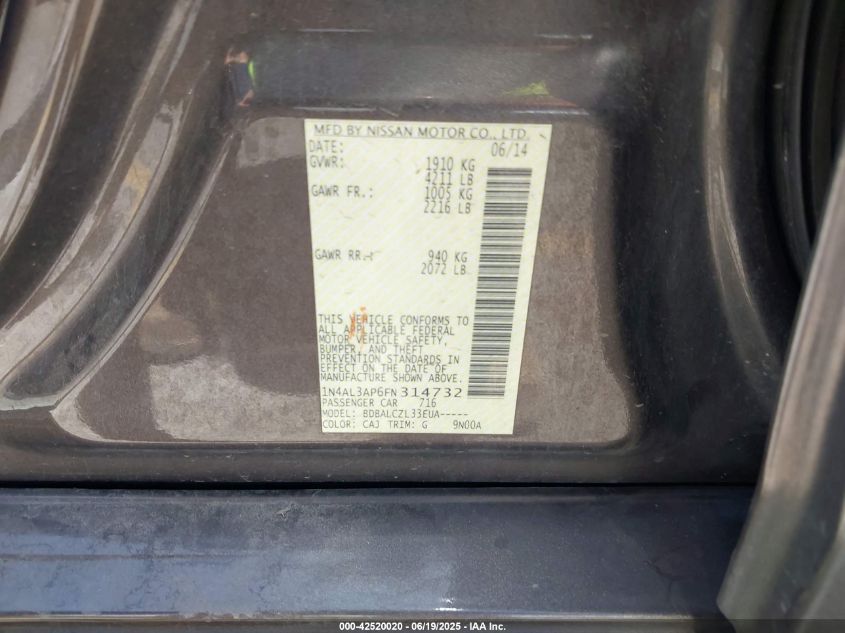 MFD BY NISSAN MOTOR CO., LTD.
DATE: 06/14
GVWR: 1910 KG
4211 LB
GAWR FR.: 1005 KG
2216 LB
GAWR RR.: 940 KG
2072 LB
THIS VEHICLE CONFORMS TO
ALL APPLICABLE FEDERAL
MOTOR VEHICLE SAFETY,
BUMPER, AND THEFT
PREVENTION STANDARDS IN
EFFECT ON THE DATE OF
MANUFACTURE SHOWN ABOVE.
1N4AL3AP6FN314732
PASSENGER CAR 716
MODEL: BDBALCZL33EUA-----
COLOR: CAJ TRIM: G 9N00A
000-42520020 - 06/19/2025 - IAA Inc.